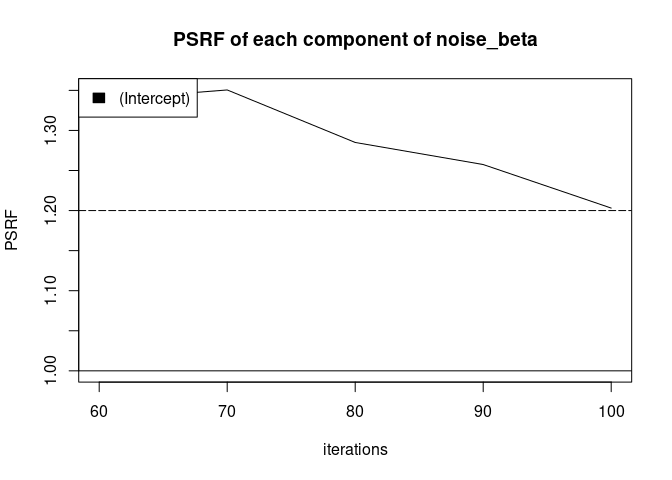 PSRF of each component of noise_beta
(Intercept)
1.30
1.20
1.10
1.00
PSRF
60 70 80 90 100
iterations